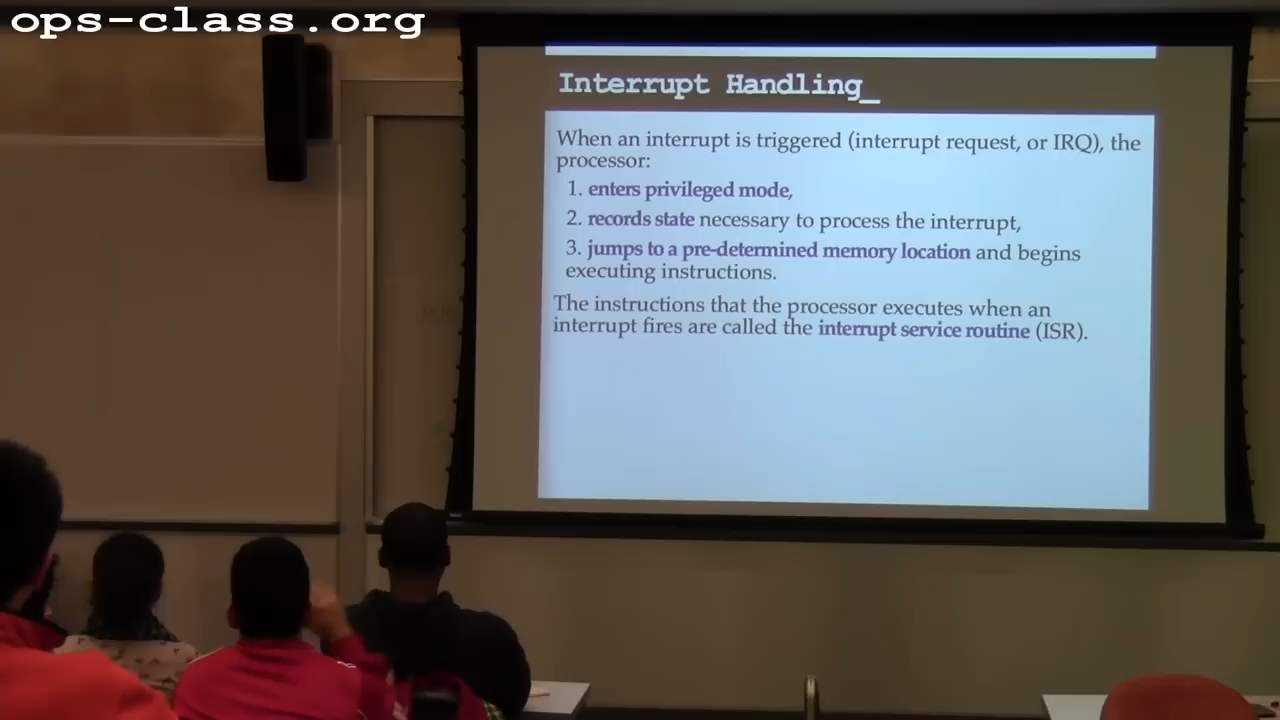 ops-class.org
Interrupt Handling_
When an interrupt is triggered (interrupt request, or IRQ), the
processor:
1. enters privileged mode,
2. records state necessary to process the interrupt,
3. jumps to a pre-determined memory location and begins
executing instructions.
The instructions that the processor executes when an
interrupt fires are called the interrupt service routine (ISR).